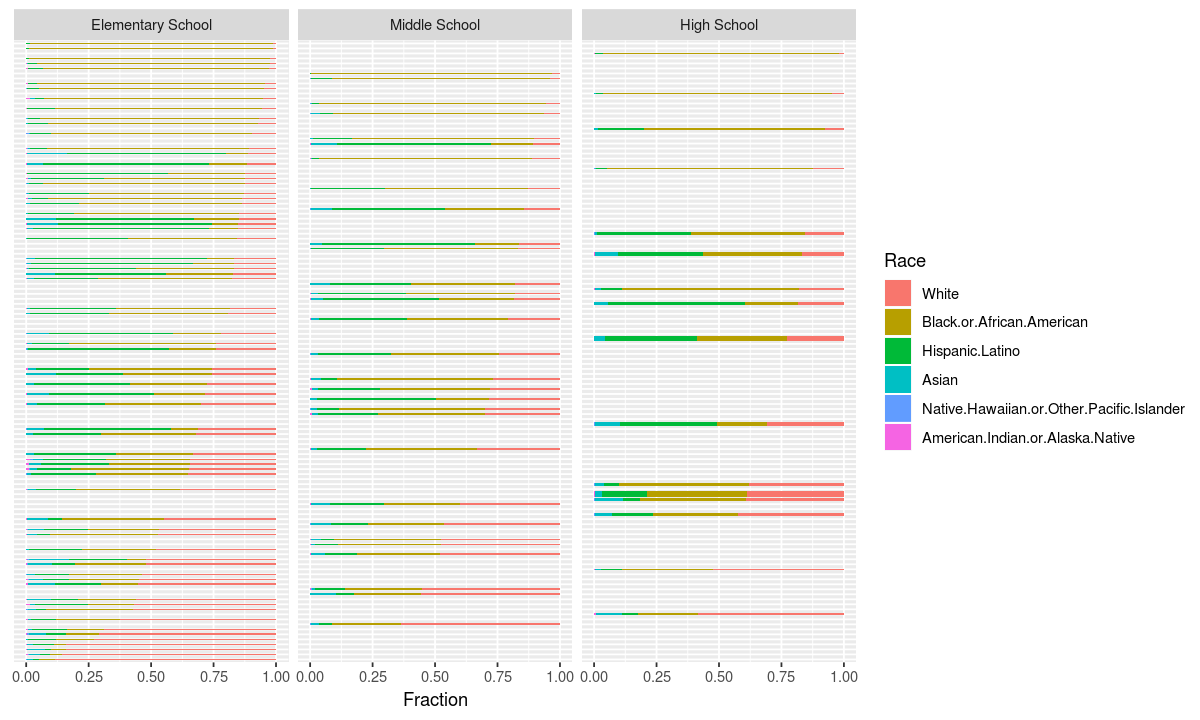 Elementary School
Middle School
High School
0.00 0.25 0.50 0.75 1.00
0.00 0.25 0.50 0.75 1.00
0.00 0.25 0.50 0.75 1.00
Fraction
Race
White
Black.or.African.American
Hispanic.Latino
Asian
Native.Hawaiian.or.Other.Pacific.Islander
American.Indian.or.Alaska.Native